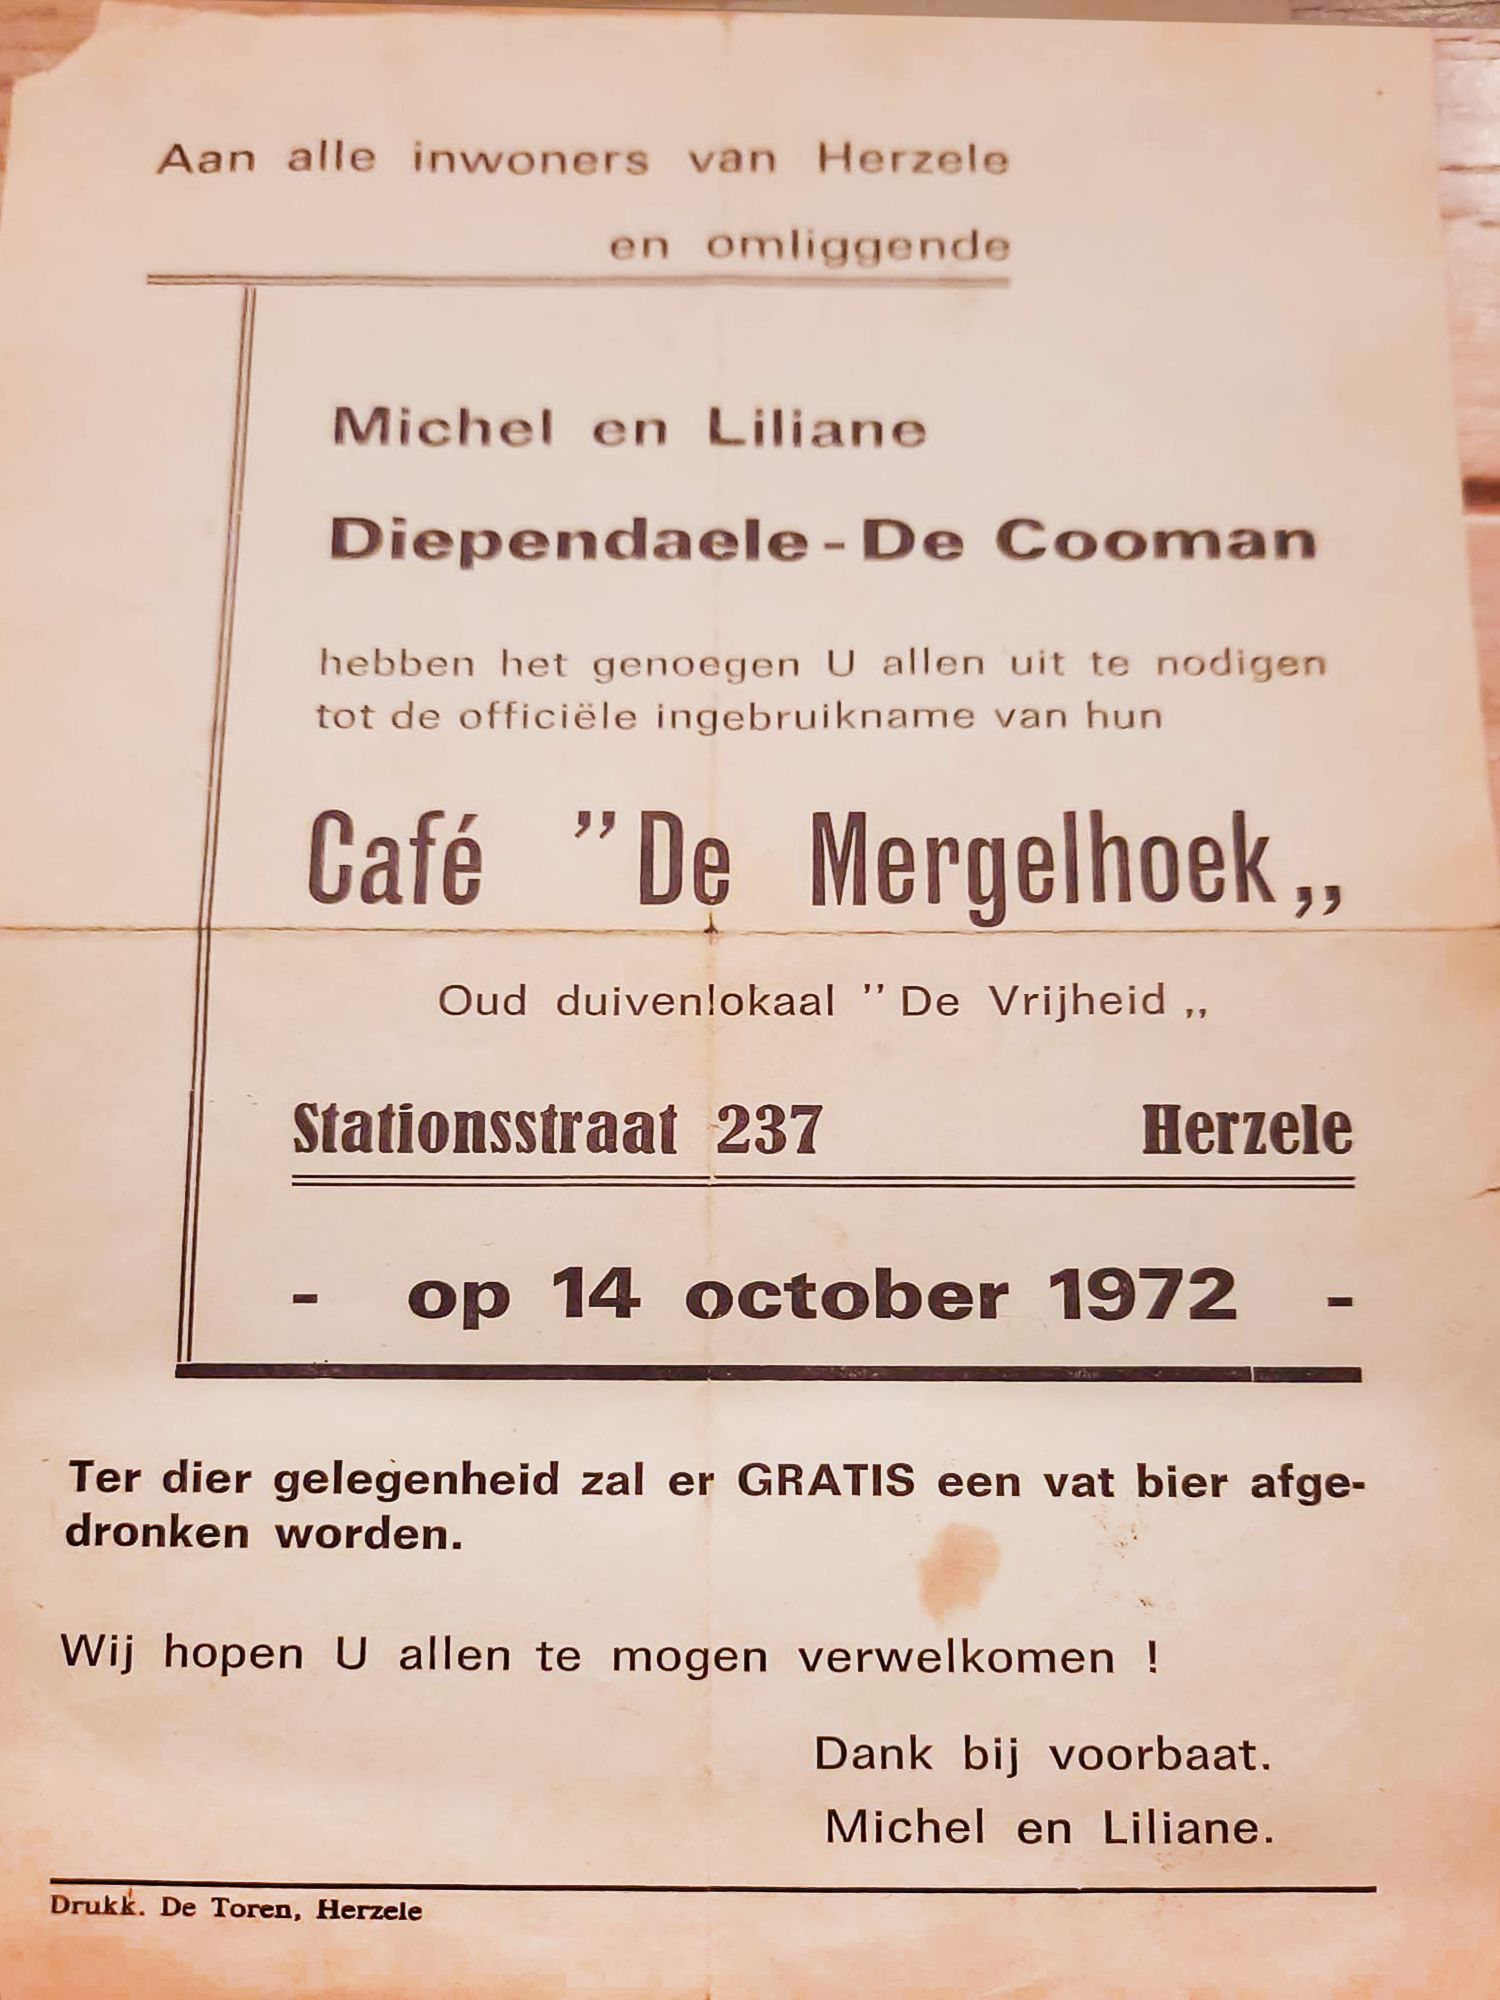 Aan alle inwoners van Herzele
en omliggende
Michel en Liliane
Diependaele - De Cooman
hebben het genoegen U allen uit te nodigen
tot de officiële ingebruikname van hun
Café ”De Mergelhoek„
Oud duivenlokaal ”De Vrijheid„
Stationsstraat 237 Herzele
- op 14 october 1972 -
Ter dier gelegenheid zal er GRATIS een vat bier afge-
dronken worden.
Wij hopen U allen te mogen verwelkomen !
Dank bij voorbaat.
Michel en Liliane.
Drukk. De Toren, Herzele